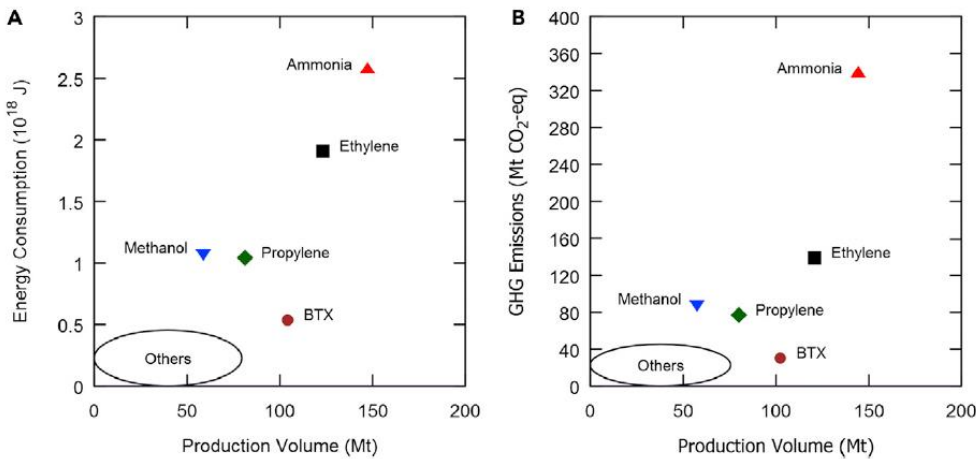 A
B
3
2.5
2
1.5
1
0.5
0
Energy Consumption (10^18 J)
Ammonia
Ethylene
Methanol
Propylene
BTX
Others
0 50 100 150 200
Production Volume (Mt)
400
360
320
280
240
200
160
120
80
40
0
GHG Emissions (Mt CO2-eq)
Ammonia
Ethylene
Methanol
Propylene
BTX
Others
0 50 100 150 200
Production Volume (Mt)